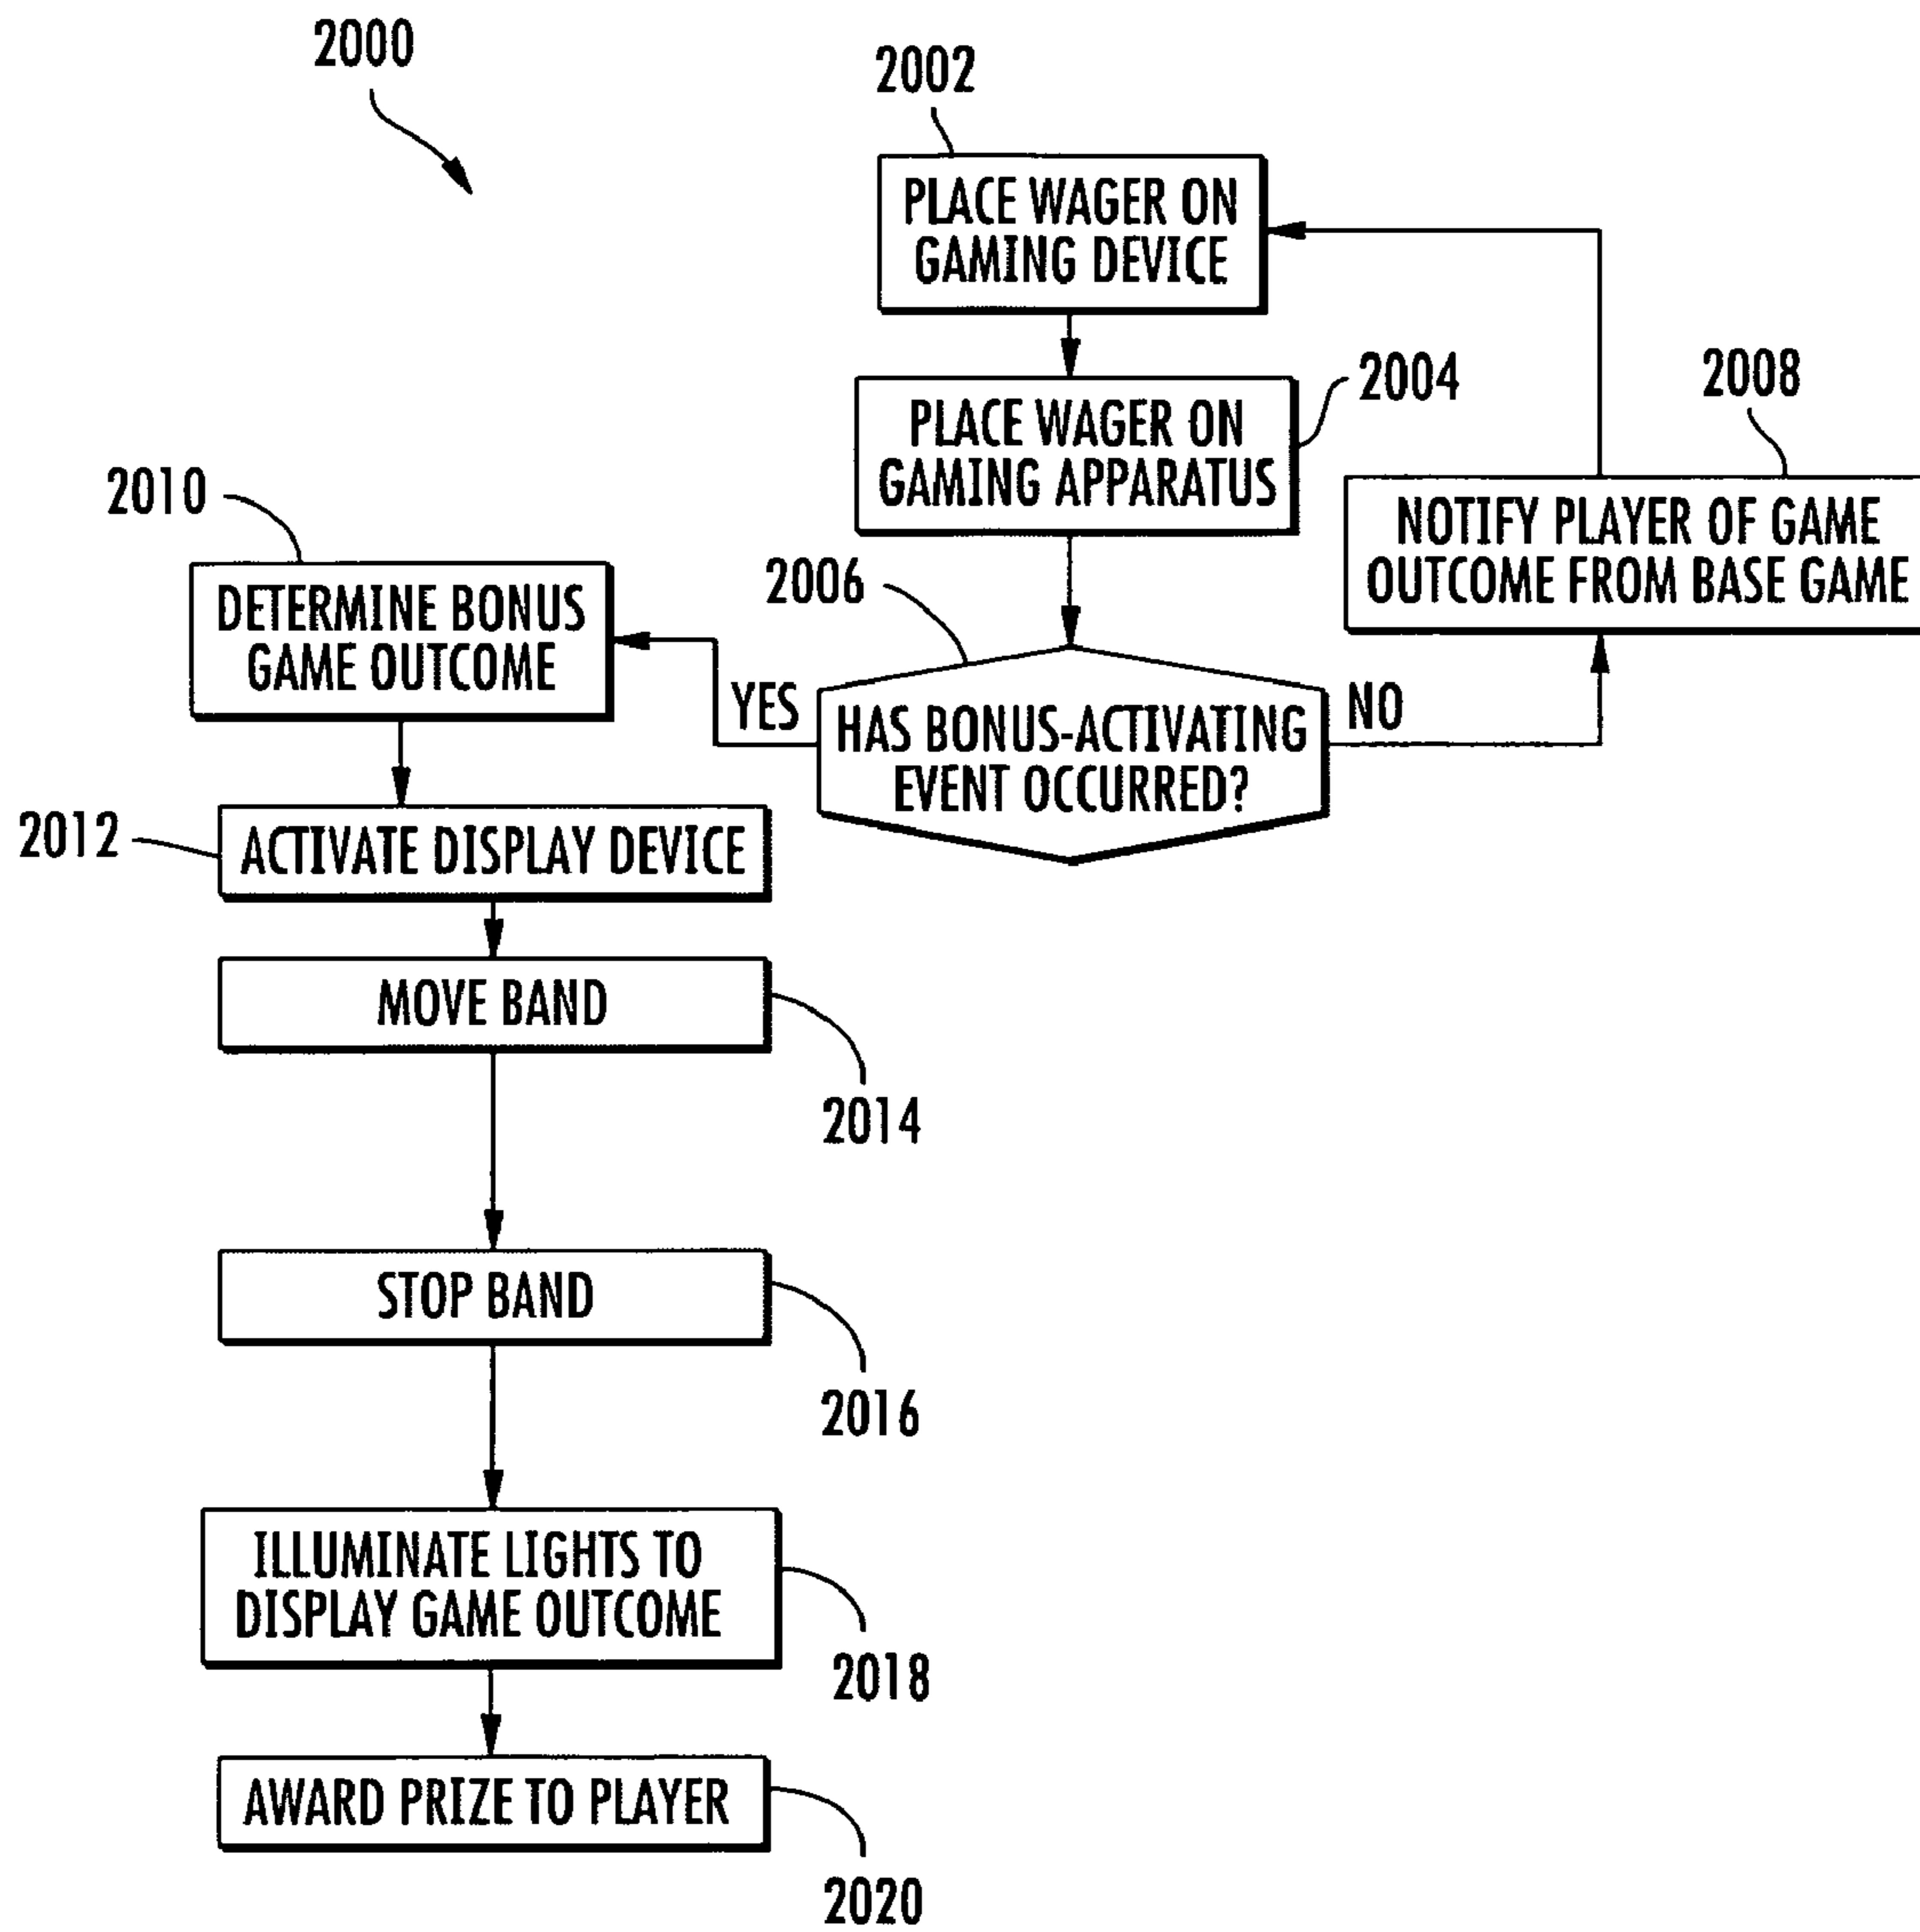 2000
2002
PLACE WAGER ON
GAMING DEVICE
2004
PLACE WAGER ON
GAMING APPARATUS
2008
NOTIFY PLAYER OF GAME
OUTCOME FROM BASE GAME
2006
HAS BONUS-ACTIVATING
EVENT OCCURRED?
YES
NO
2010
DETERMINE BONUS
GAME OUTCOME
2012
ACTIVATE DISPLAY DEVICE
MOVE BAND
2014
STOP BAND
2016
ILLUMINATE LIGHTS TO
DISPLAY GAME OUTCOME
2018
AWARD PRIZE TO PLAYER
2020